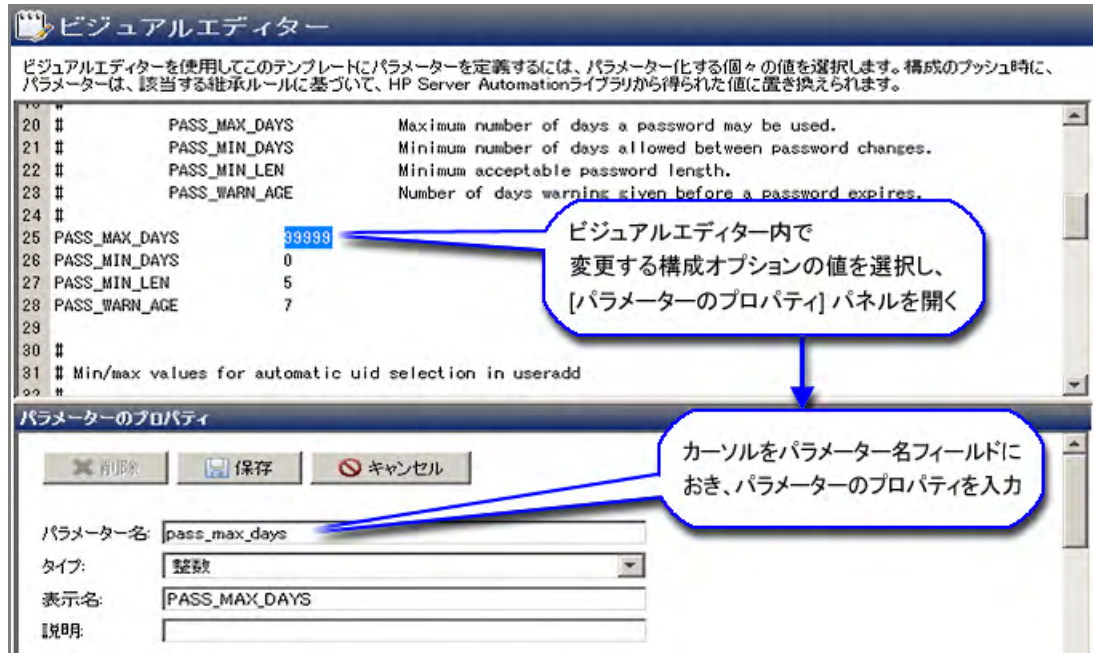 ビジュアルエディター
ビジュアルエディターを使用してこのテンプレートにパラメーターを定義するには、パラメーター化する個々の値を選択します。構成のプッシュ時に、
パラメーターは、該当する継承ルールに基づいて、HP Server Automationライブラリから得られた値に置き換えられます。
20 # PASS_MAX_DAYS Maximum number of days a password may be used.
21 # PASS_MIN_DAYS Minimum number of days allowed between password changes.
22 # PASS_MIN_LEN Minimum acceptable password length.
23 # PASS_WARN_AGE Number of days warning given before a password expires.
24 #
25 PASS_MAX_DAYS 99999
26 PASS_MIN_DAYS 0
27 PASS_MIN_LEN 5
28 PASS_WARN_AGE 7
29
30 #
31 # Min/max values for automatic uid selection in useradd
ビジュアルエディター内で
変更する構成オプションの値を選択し、
[パラメーターのプロパティ] パネルを開く
パラメーターのプロパティ
削除 保存 キャンセル
カーソルをパラメーター名フィールドに
おき、パラメーターのプロパティを入力
パラメーター名: pass_max_days
タイプ: 整数
表示名: PASS_MAX_DAYS
説明: